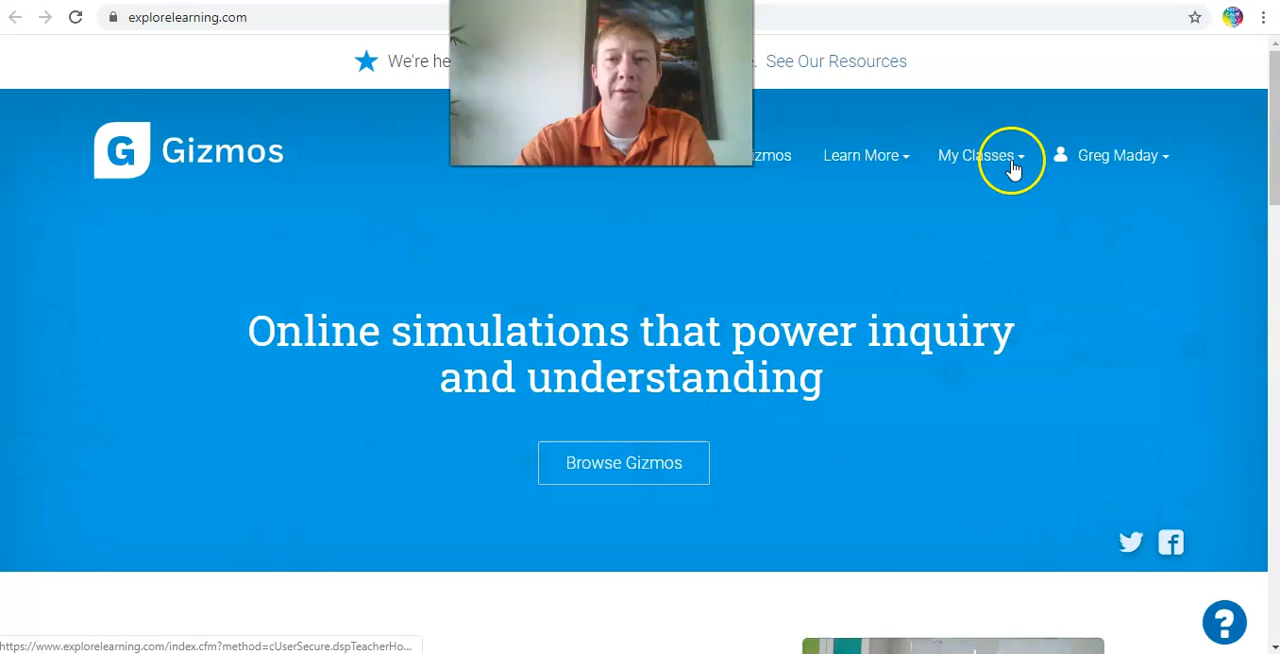 explorelearning.com
We're he
See Our Resources
G Gizmos
Learn More
My Classes
Greg Maday
Online simulations that power inquiry
and understanding
Browse Gizmos
?
https://www.explorelearning.com/index.cfm?method=cUserSecure.dspTeacherHo...